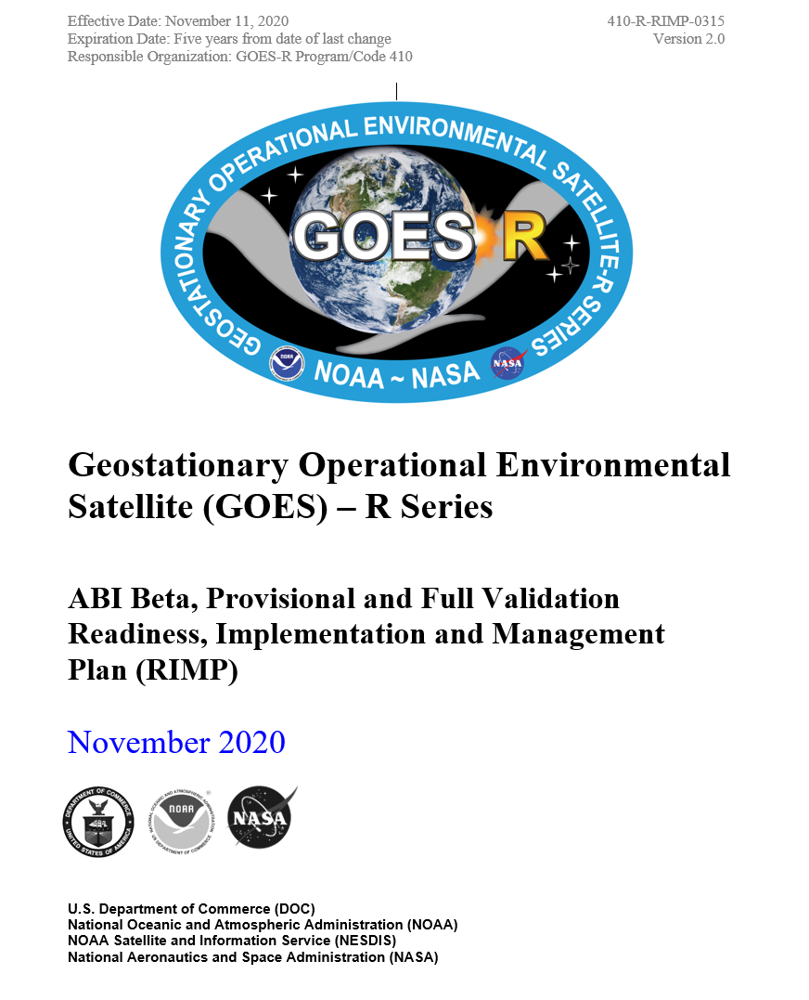 Effective Date: November 11, 2020 410-R-RIMP-0315
Expiration Date: Five years from date of last change Version 2.0
Responsible Organization: GOES-R Program/Code 410
GEOSTATIONARY OPERATIONAL ENVIRONMENTAL SATELLITE-R SERIES
GOES R
NOAA
NOAA ~ NASA
NASA
Geostationary Operational Environmental
Satellite (GOES) – R Series
ABI Beta, Provisional and Full Validation
Readiness, Implementation and Management
Plan (RIMP)
November 2020
DEPARTMENT OF COMMERCE
UNITED STATES OF AMERICA
NATIONAL OCEANIC AND ATMOSPHERIC ADMINISTRATION
NOAA
US DEPARTMENT OF COMMERCE
®
NASA
U.S. Department of Commerce (DOC)
National Oceanic and Atmospheric Administration (NOAA)
NOAA Satellite and Information Service (NESDIS)
National Aeronautics and Space Administration (NASA)